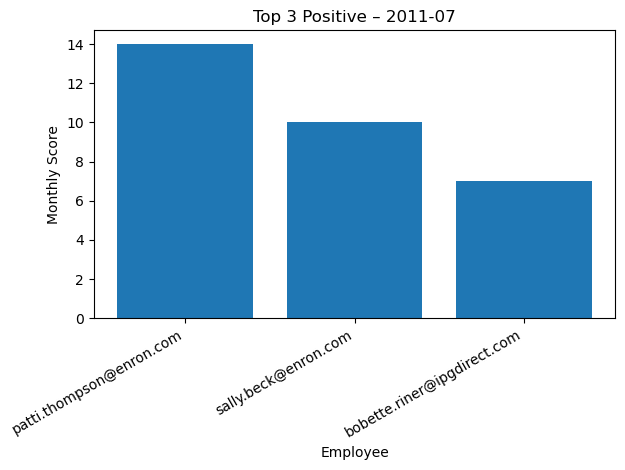 Top 3 Positive – 2011-07
Monthly Score
14
12
10
8
6
4
2
0
patti.thompson@enron.com
sally.beck@enron.com
bobette.riner@ipgdirect.com
Employee